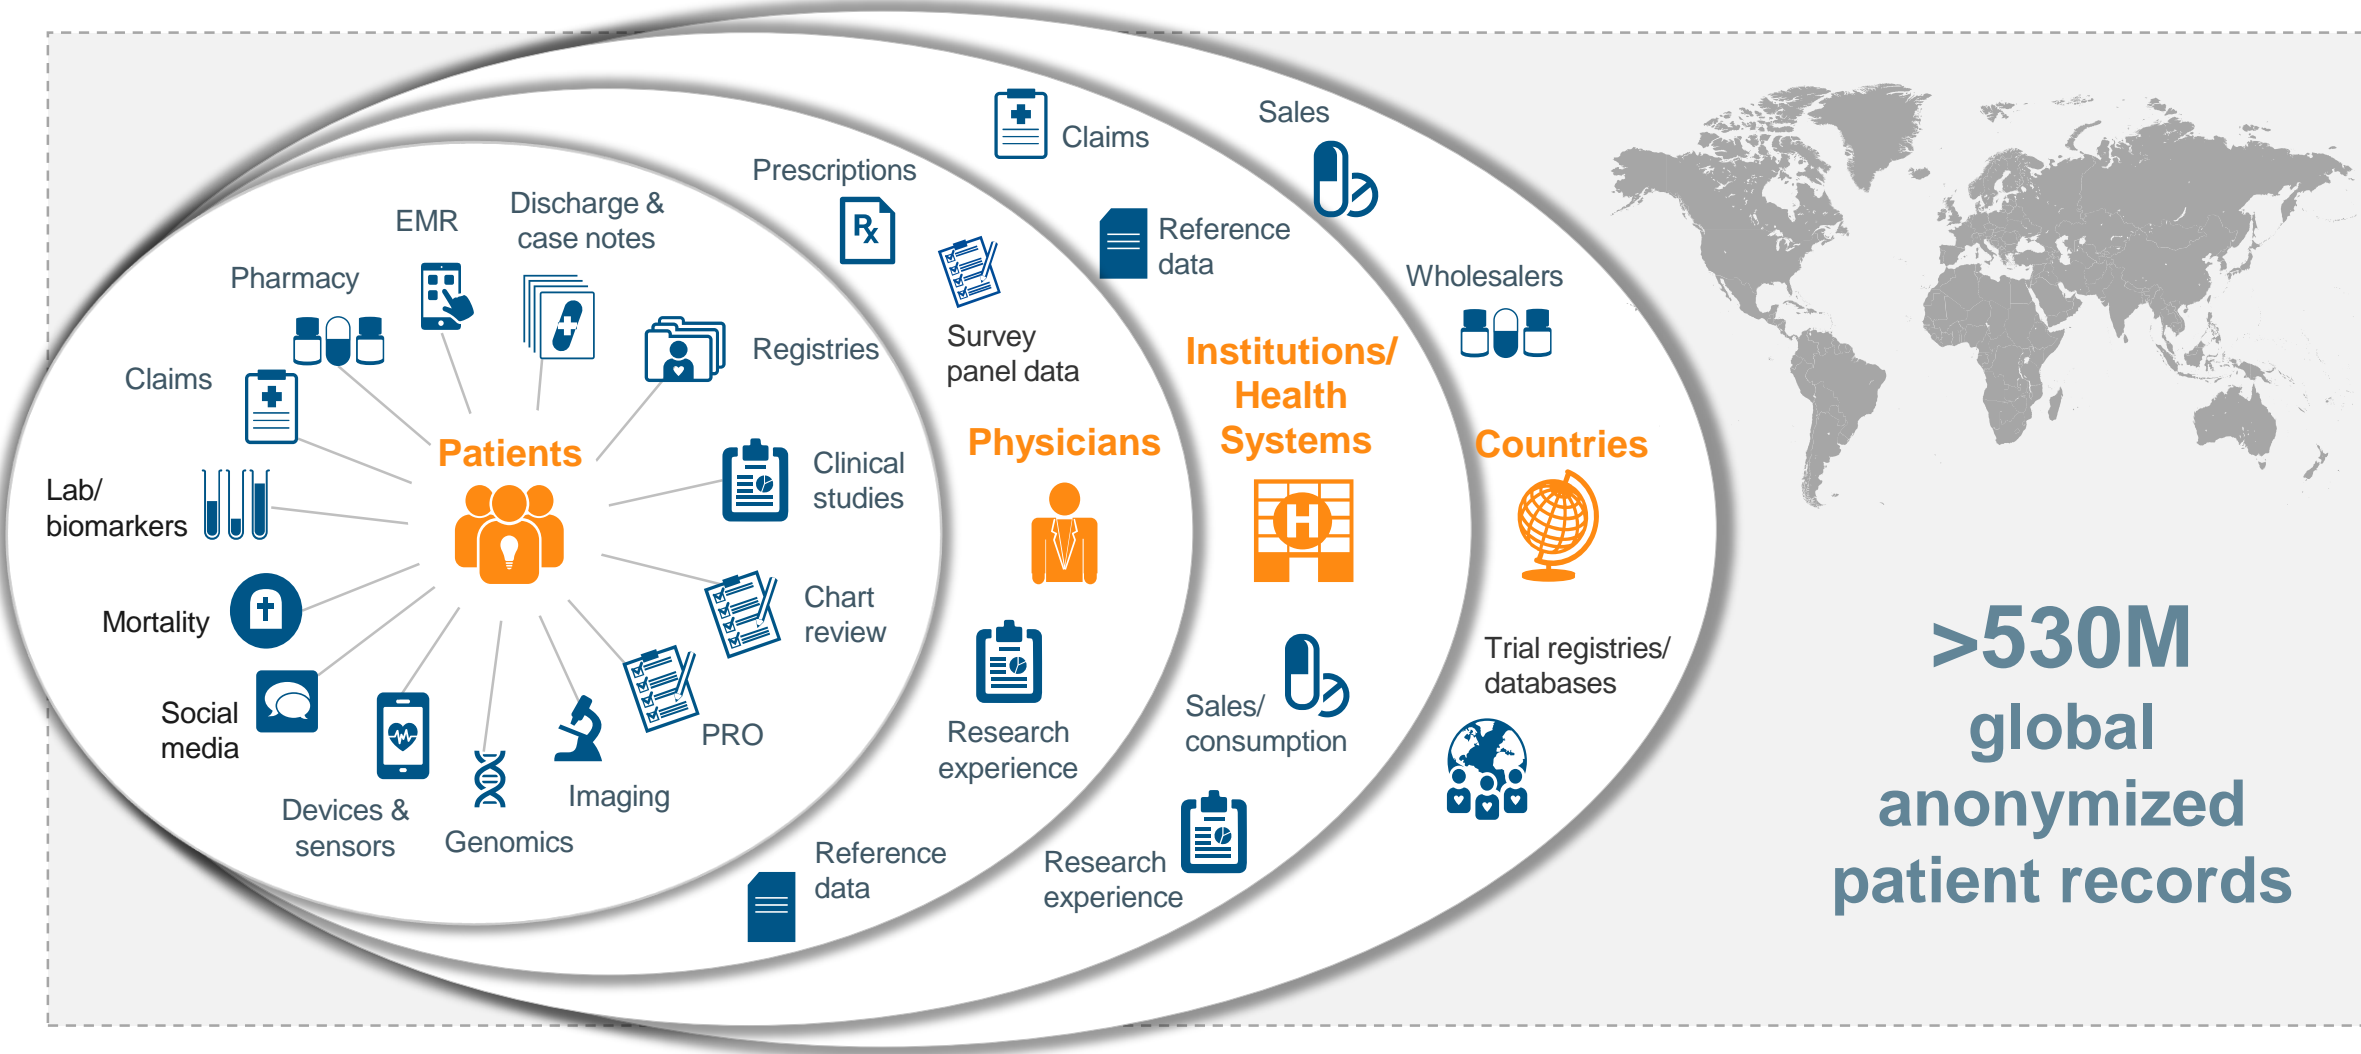 Patients
EMR
Discharge &
case notes
Pharmacy
Registries
Claims
Clinical
studies
Lab/
biomarkers
Chart
review
Mortality
PRO
Social
media
Imaging
Devices &
sensors
Genomics
Physicians
Prescriptions
Rx
Survey
panel data
Research
experience
Reference
data
Institutions/
Health
Systems
H
Claims
Reference
data
Sales/
consumption
Research
experience
Countries
Sales
Wholesalers
Trial registries/
databases
>530M
global
anonymized
patient records